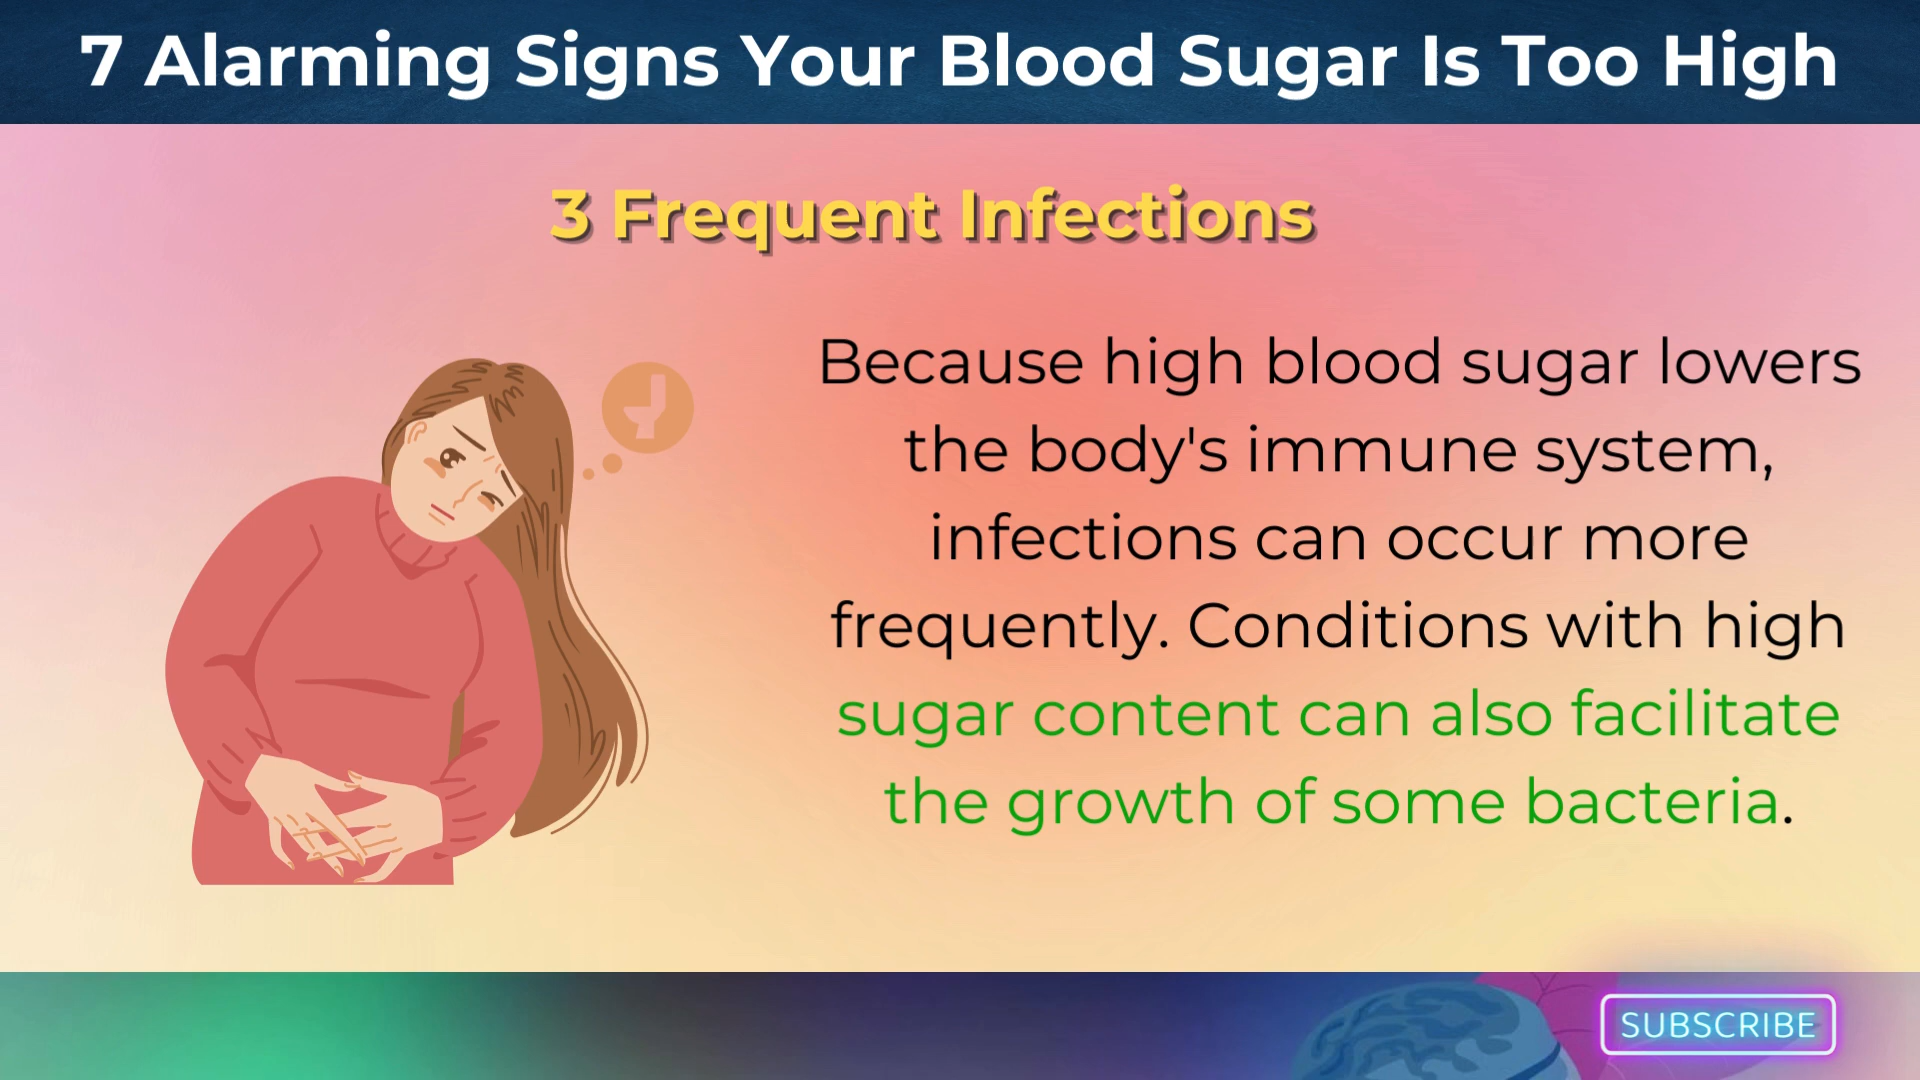 7 Alarming Signs Your Blood Sugar Is Too High
3 Frequent Infections
Because high blood sugar lowers
the body's immune system,
infections can occur more
frequently. Conditions with high
sugar content can also facilitate
the growth of some bacteria.
SUBSCRIBE